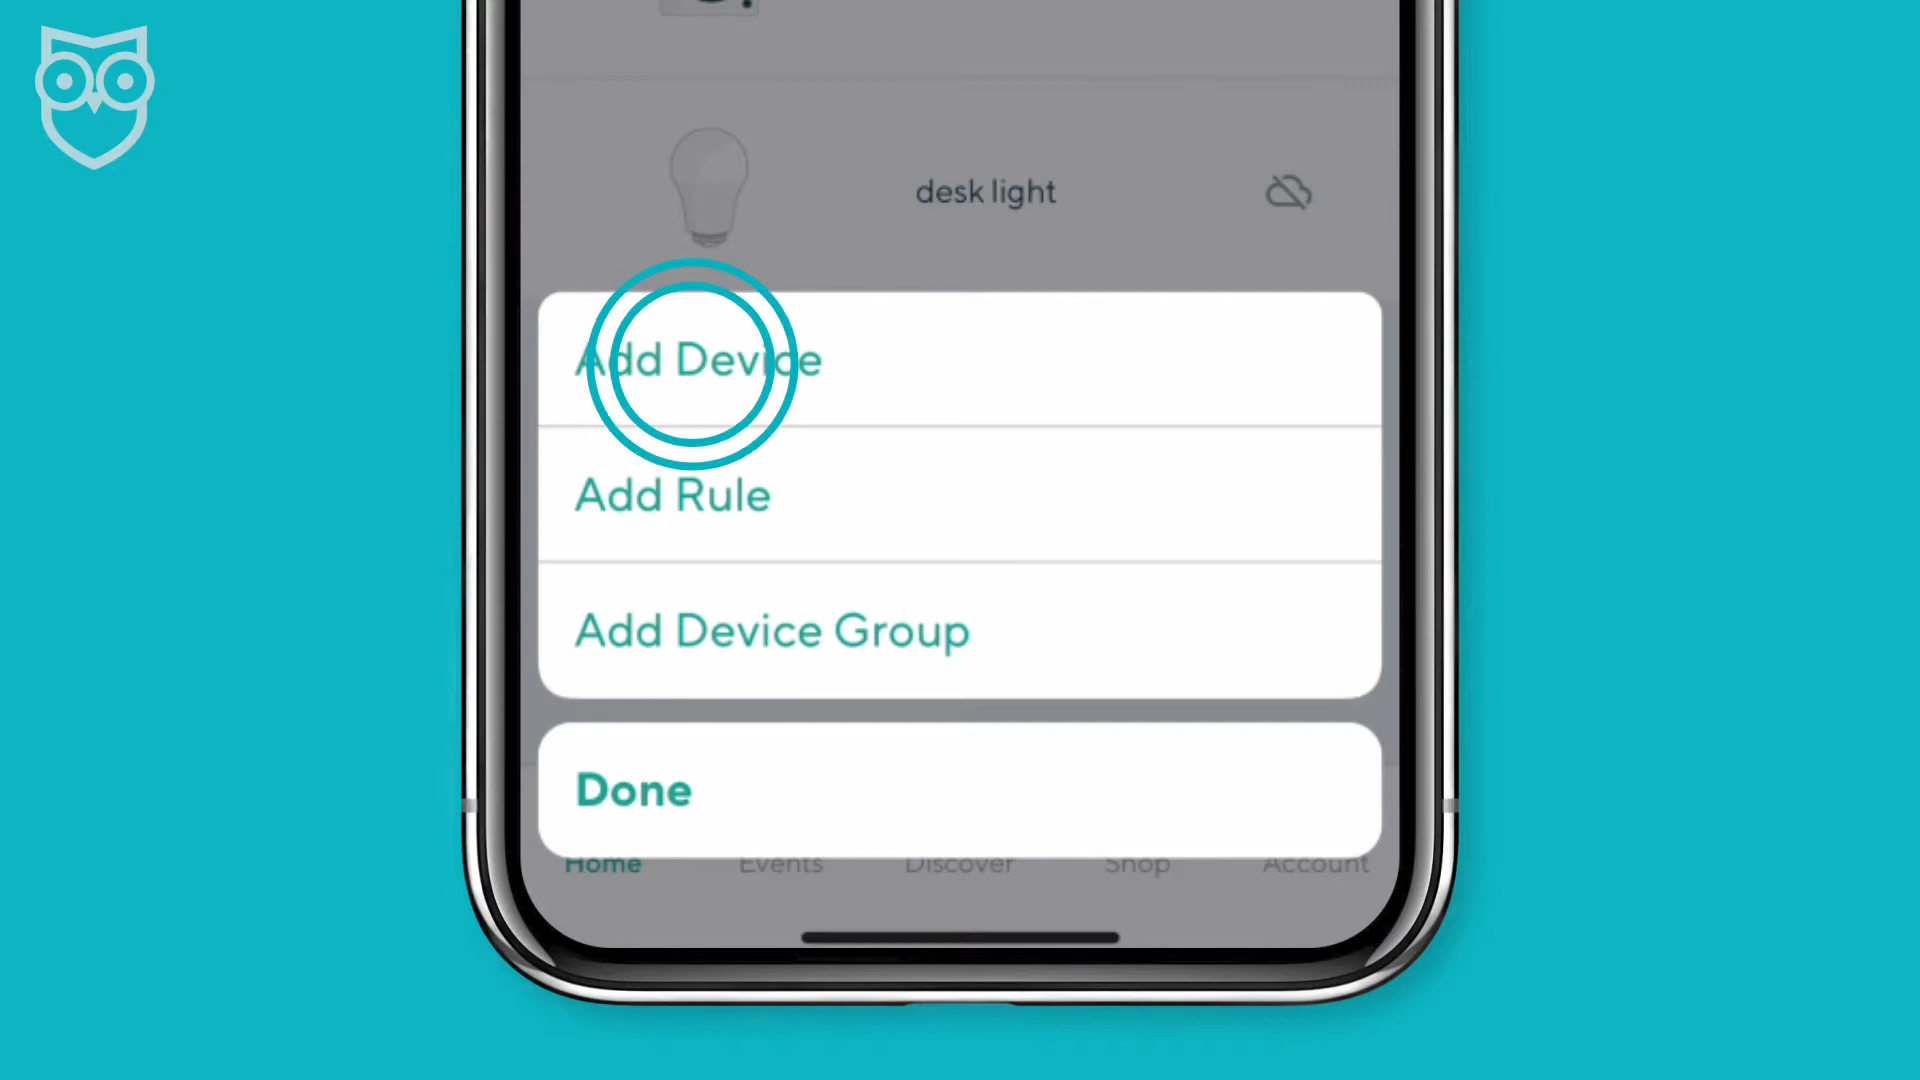 desk light
Add Device
Add Rule
Add Device Group
Done
Home Events Discover Shop Account